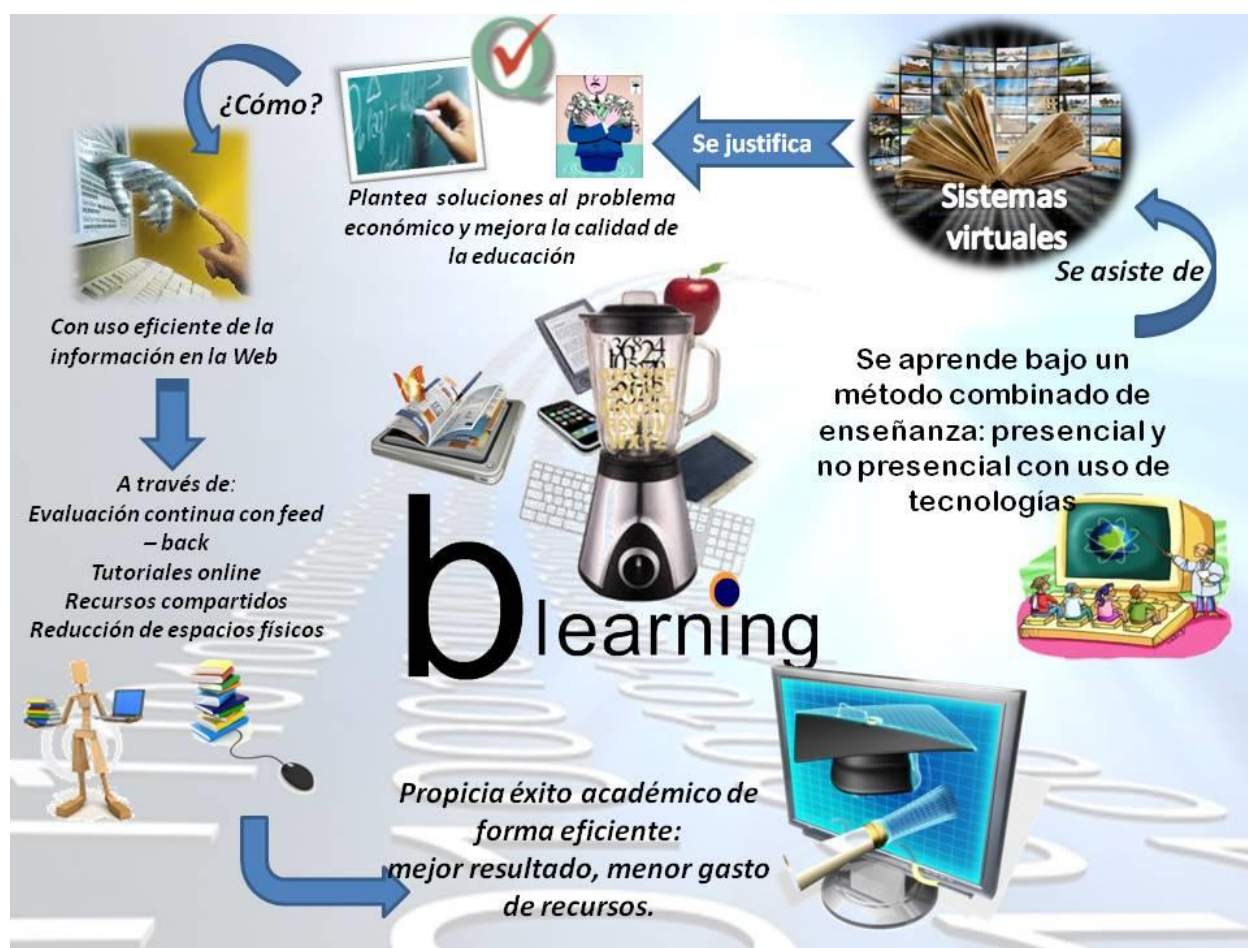 ¿Cómo?
Se justifica
Sistemas
virtuales
Plantea soluciones al problema
económico y mejora la calidad de
la educación
Se asiste de
Con uso eficiente de la
información en la Web
Se aprende bajo un
método combinado de
enseñanza: presencial y
no presencial con uso de
tecnologías
A través de:
Evaluación continua con feed
– back
Tutoriales online
Recursos compartidos
Reducción de espacios físicos
b learning
Propicia éxito académico de
forma eficiente:
mejor resultado, menor gasto
de recursos.